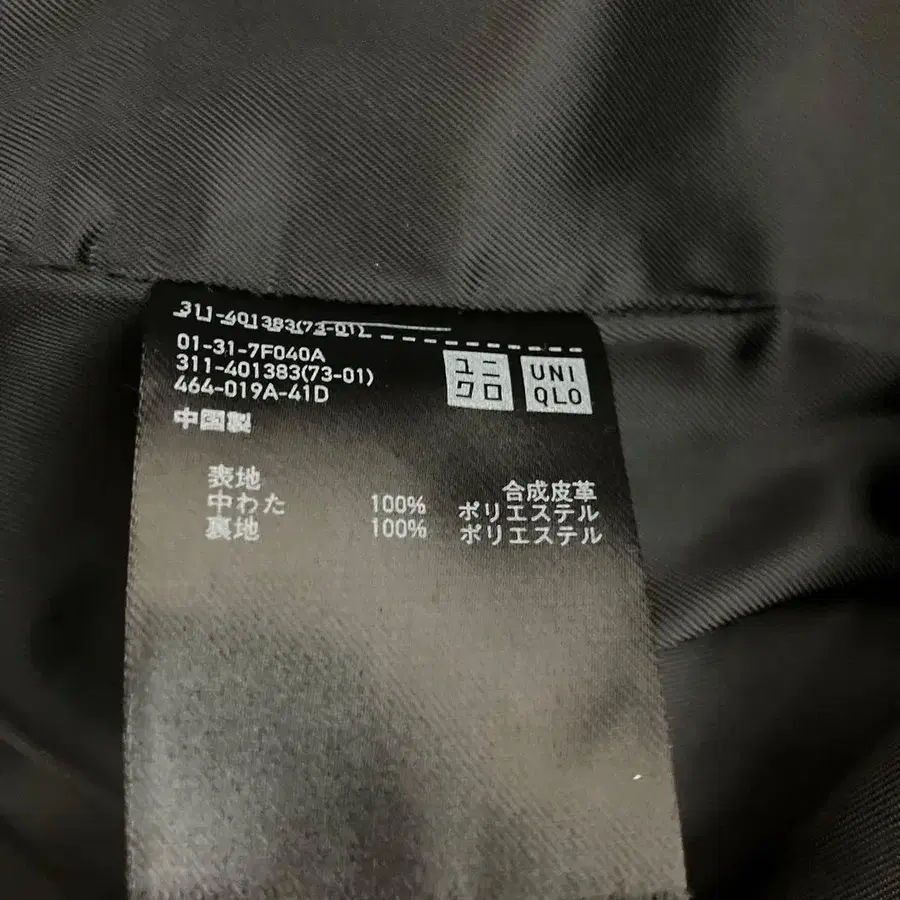 311-401383(73-01)
01-31-7F040A
311-401383(73-01)
464-019A-41D
中国製
ユニ
クロ
UNI
QLO
表地 合成皮革
中わた 100% ポリエステル
裏地 100% ポリエステル